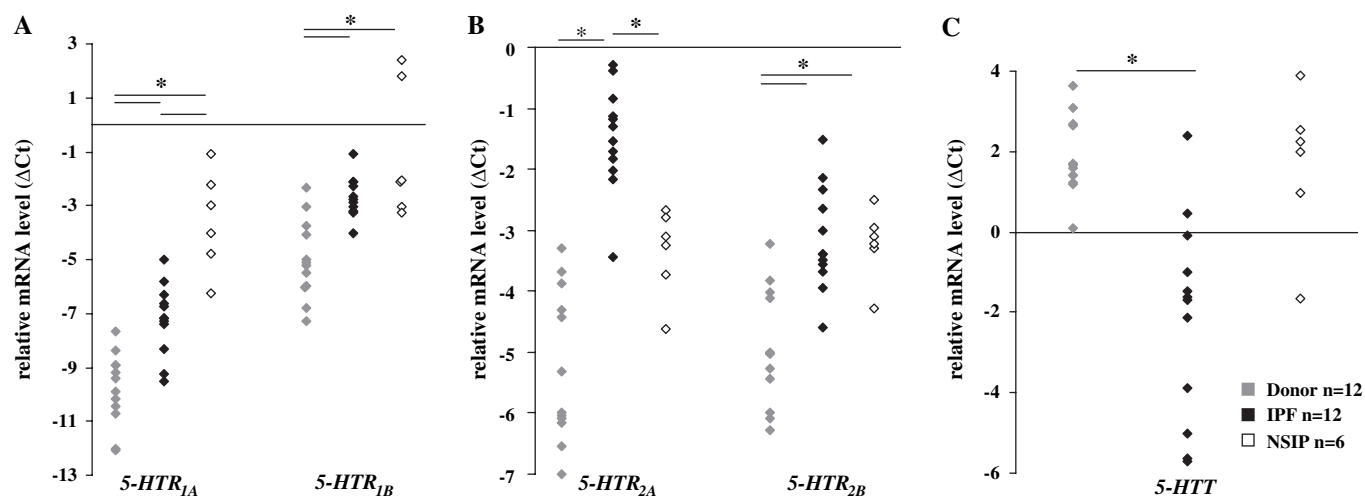 A
relative mRNA level (ΔCt)
3
1
-1
-3
-5
-7
-9
-11
-13
*
*
5-HTR1A
5-HTR1B
B
relative mRNA level (ΔCt)
0
-1
-2
-3
-4
-5
-6
-7
*
*
*
5-HTR2A
5-HTR2B
C
relative mRNA level (ΔCt)
4
2
0
-2
-4
-6
*
5-HTT
Donor n=12
IPF n=12
NSIP n=6